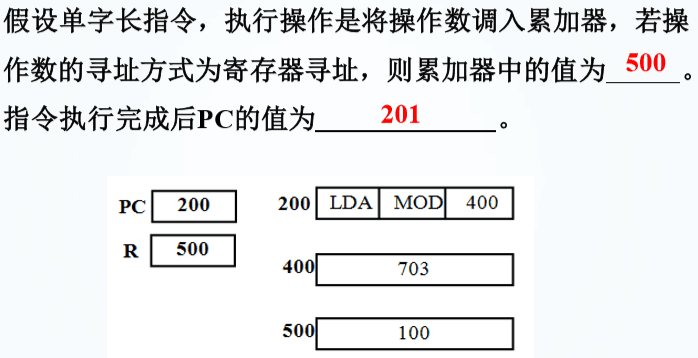 假设单字长指令，执行操作是将操作数调入累加器，若操
作数的寻址方式为寄存器寻址，则累加器中的值为 500 。
指令执行完成后PC的值为 201 。
PC 200 200 LDA MOD 400
R 500
400 703
500 100